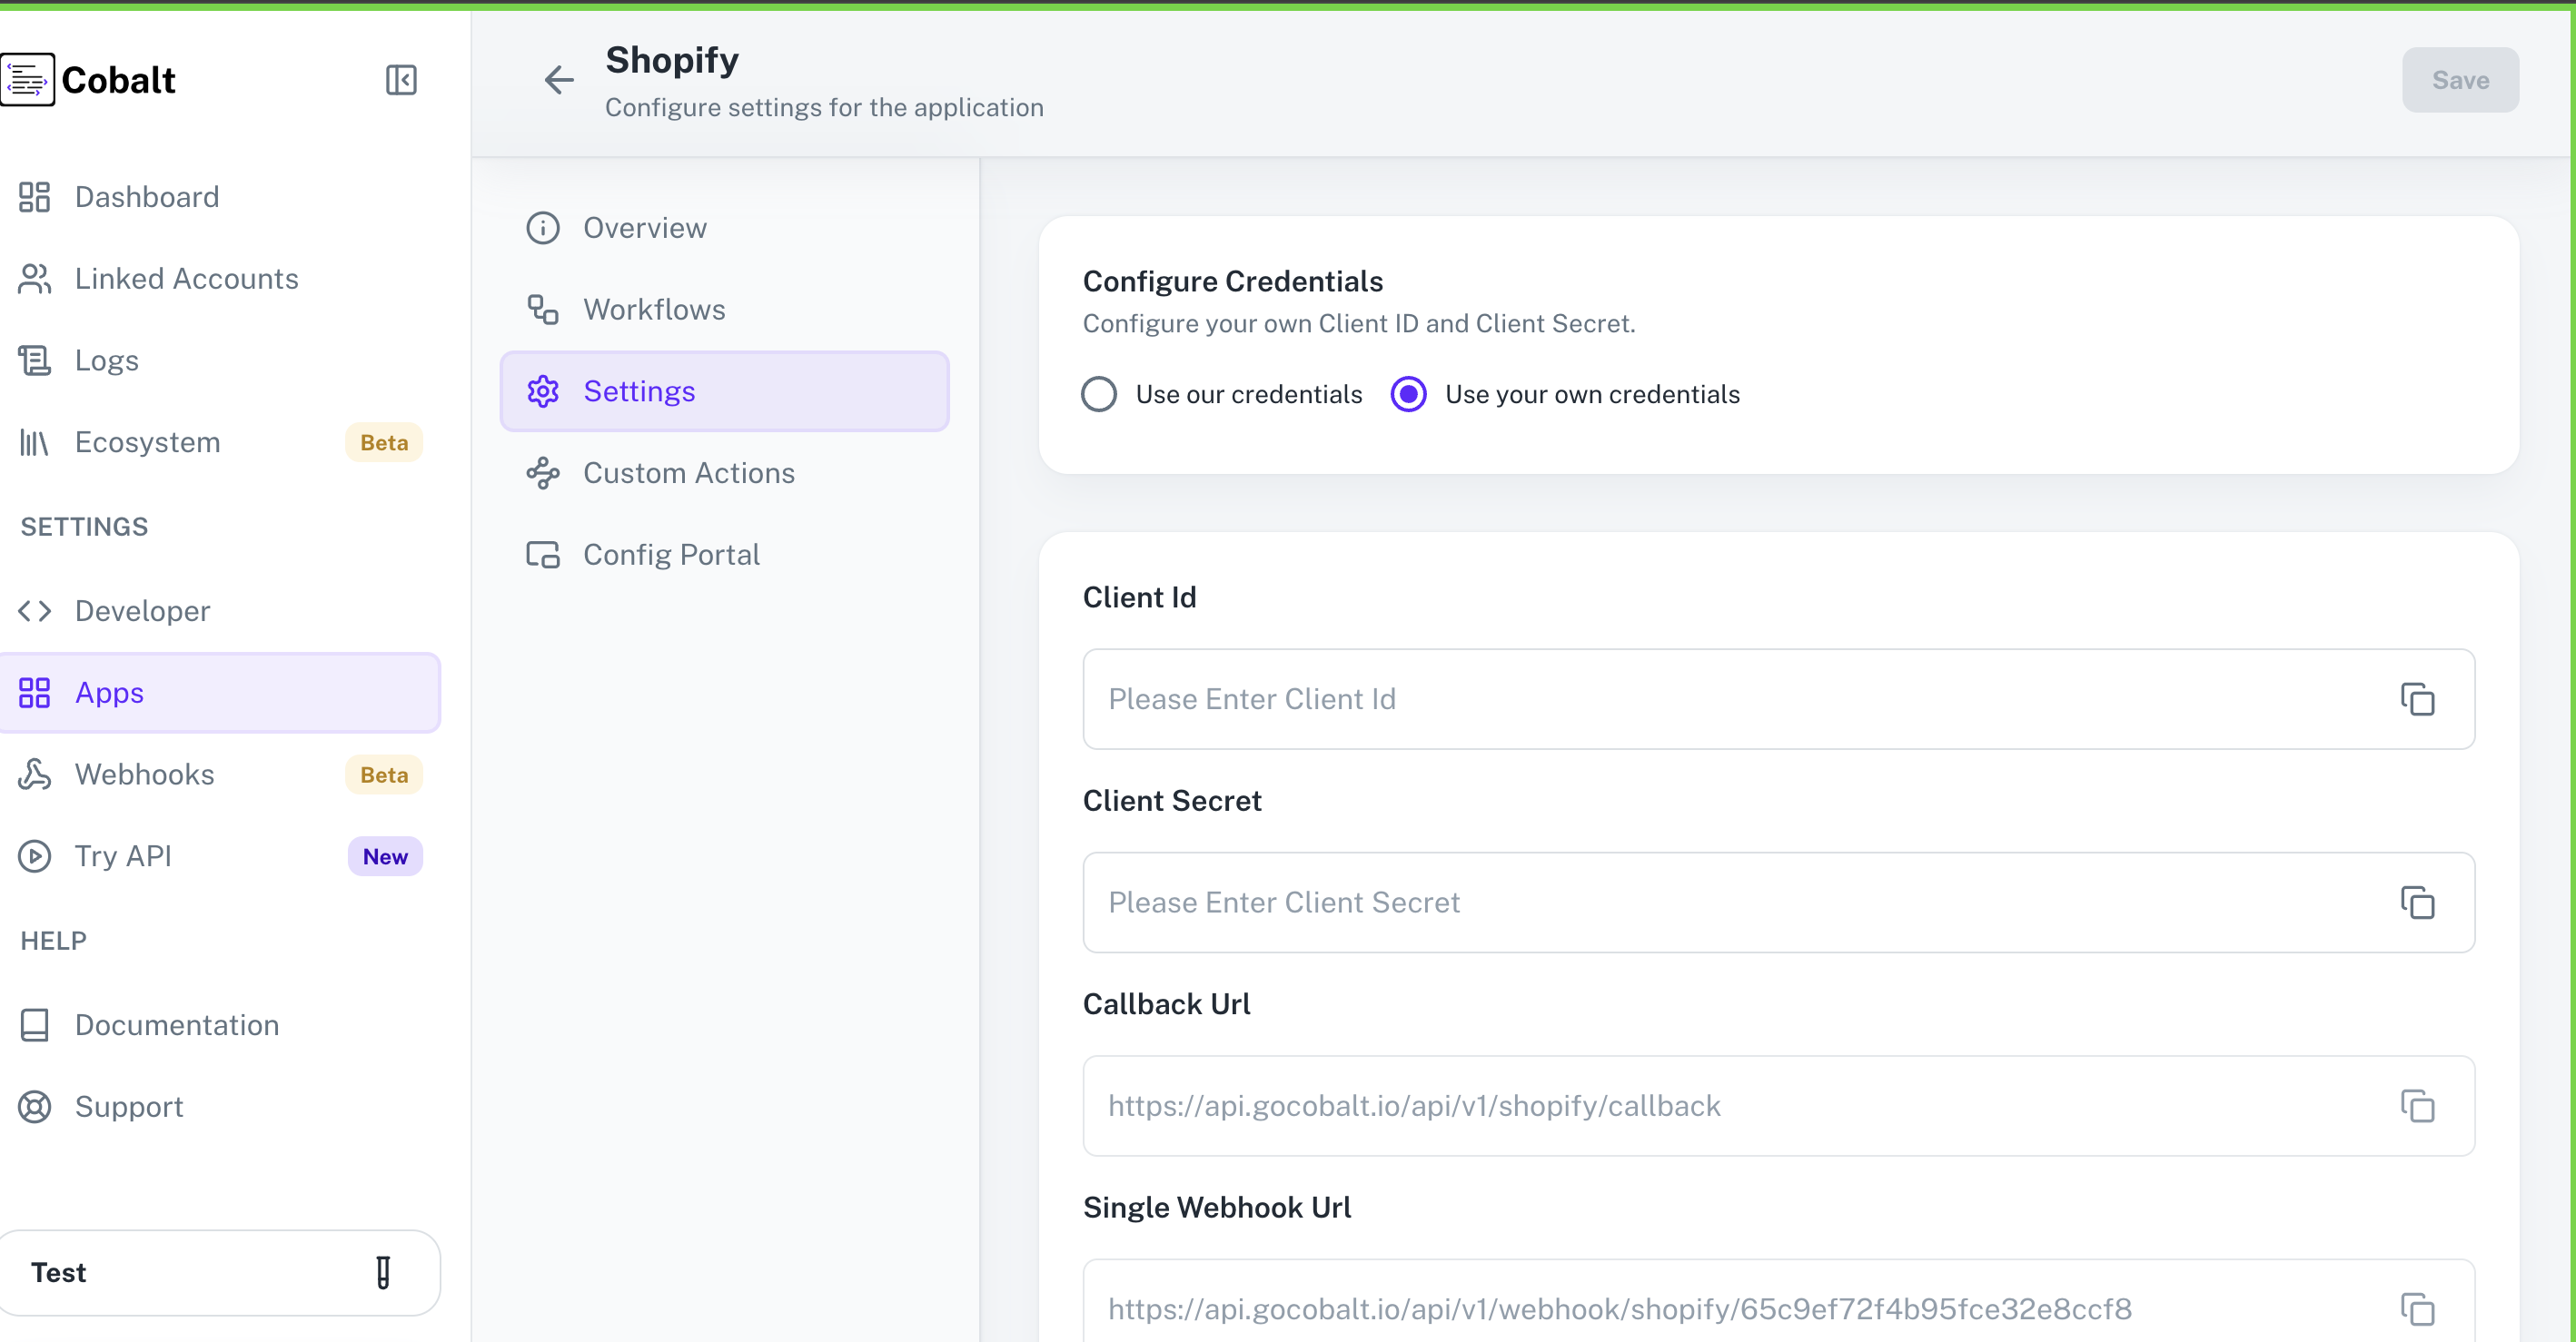 Cobalt
Dashboard
Linked Accounts
Logs
Ecosystem Beta
SETTINGS
Developer
Apps
Webhooks Beta
Try API New
HELP
Documentation
Support
Test
Shopify
Configure settings for the application
Save
Overview
Workflows
Settings
Custom Actions
Config Portal
Configure Credentials
Configure your own Client ID and Client Secret.
Use our credentials Use your own credentials
Client Id
Please Enter Client Id
Client Secret
Please Enter Client Secret
Callback Url
https://api.gocobalt.io/api/v1/shopify/callback
Single Webhook Url
https://api.gocobalt.io/api/v1/webhook/shopify/65c9ef72f4b95fce32e8ccf8